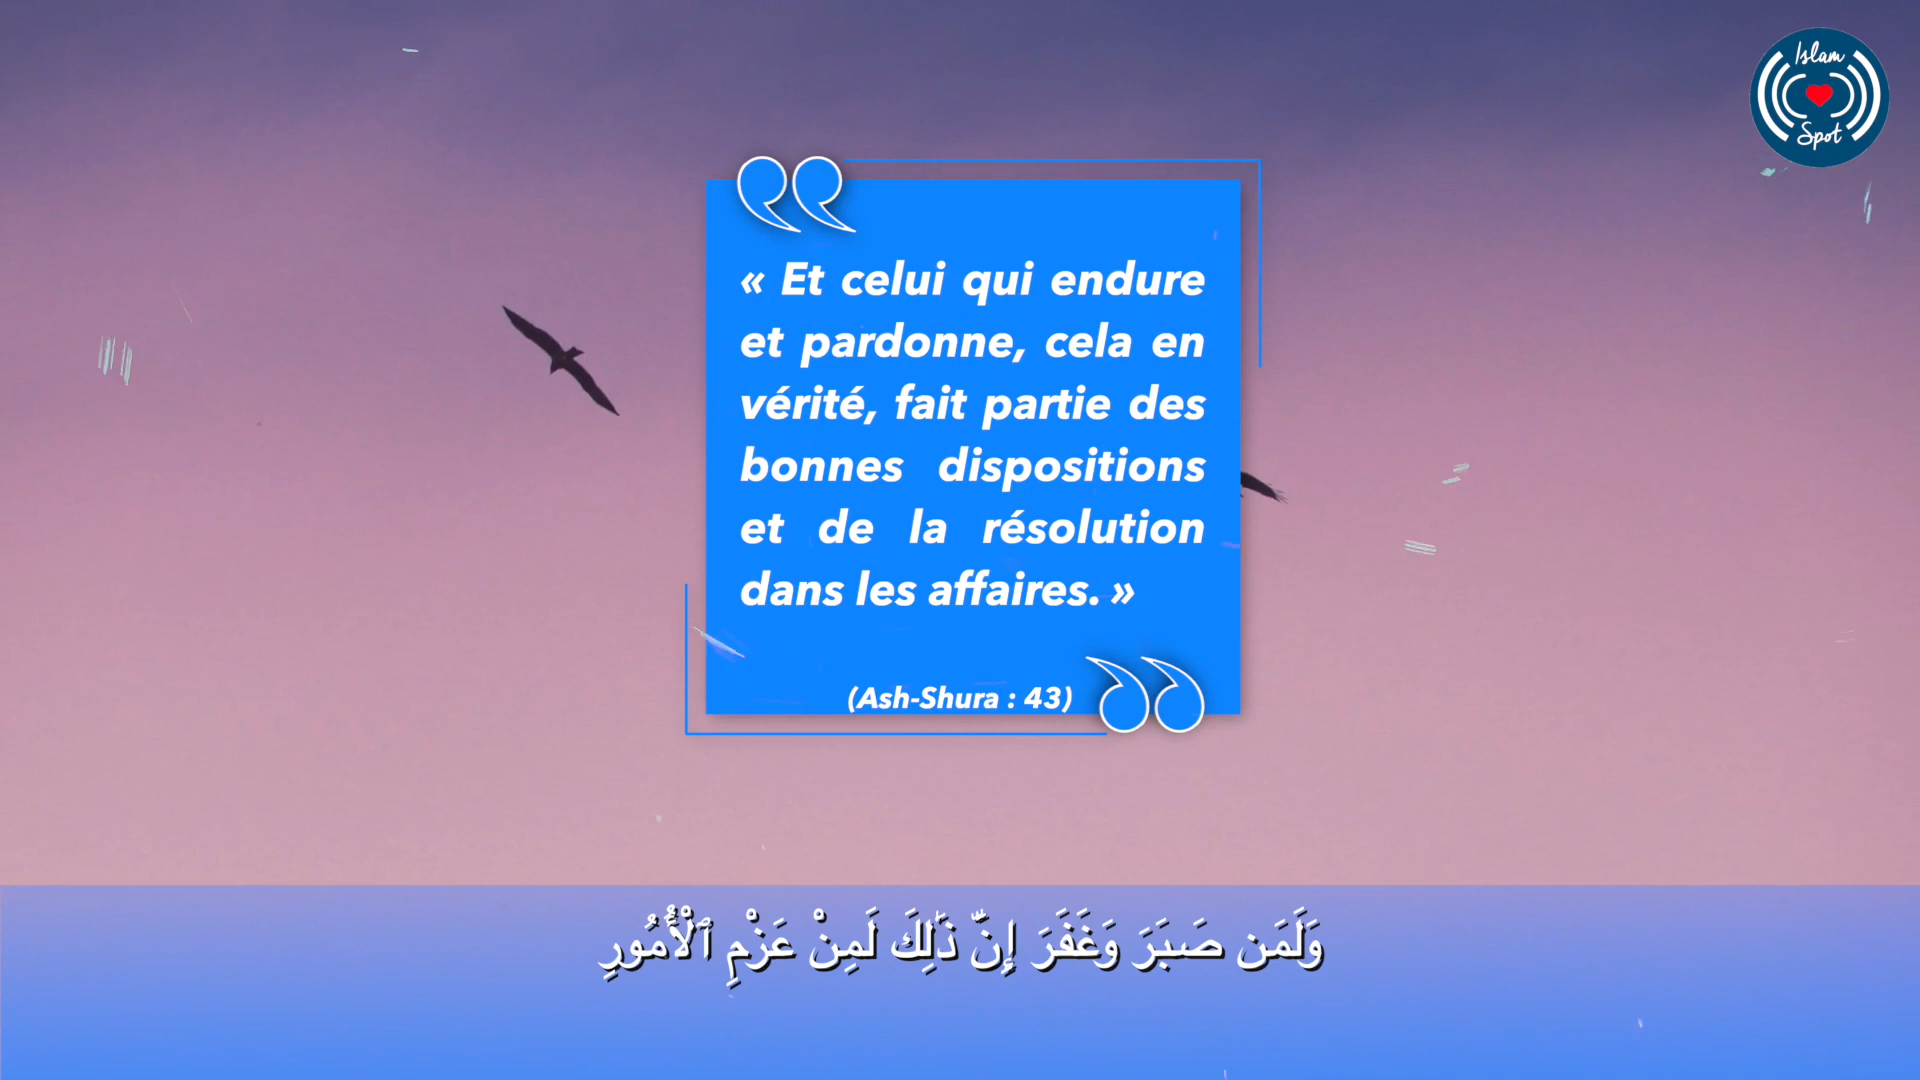 Islam
Spot
« Et celui qui endure
et pardonne, cela en
vérité, fait partie des
bonnes dispositions
et de la résolution
dans les affaires. »
(Ash-Shura : 43)
وَلَمَن صَبَرَ وَغَفَرَ إِنَّ ذَٰلِكَ لَمِنْ عَزْمِ ٱلْأُمُورِ